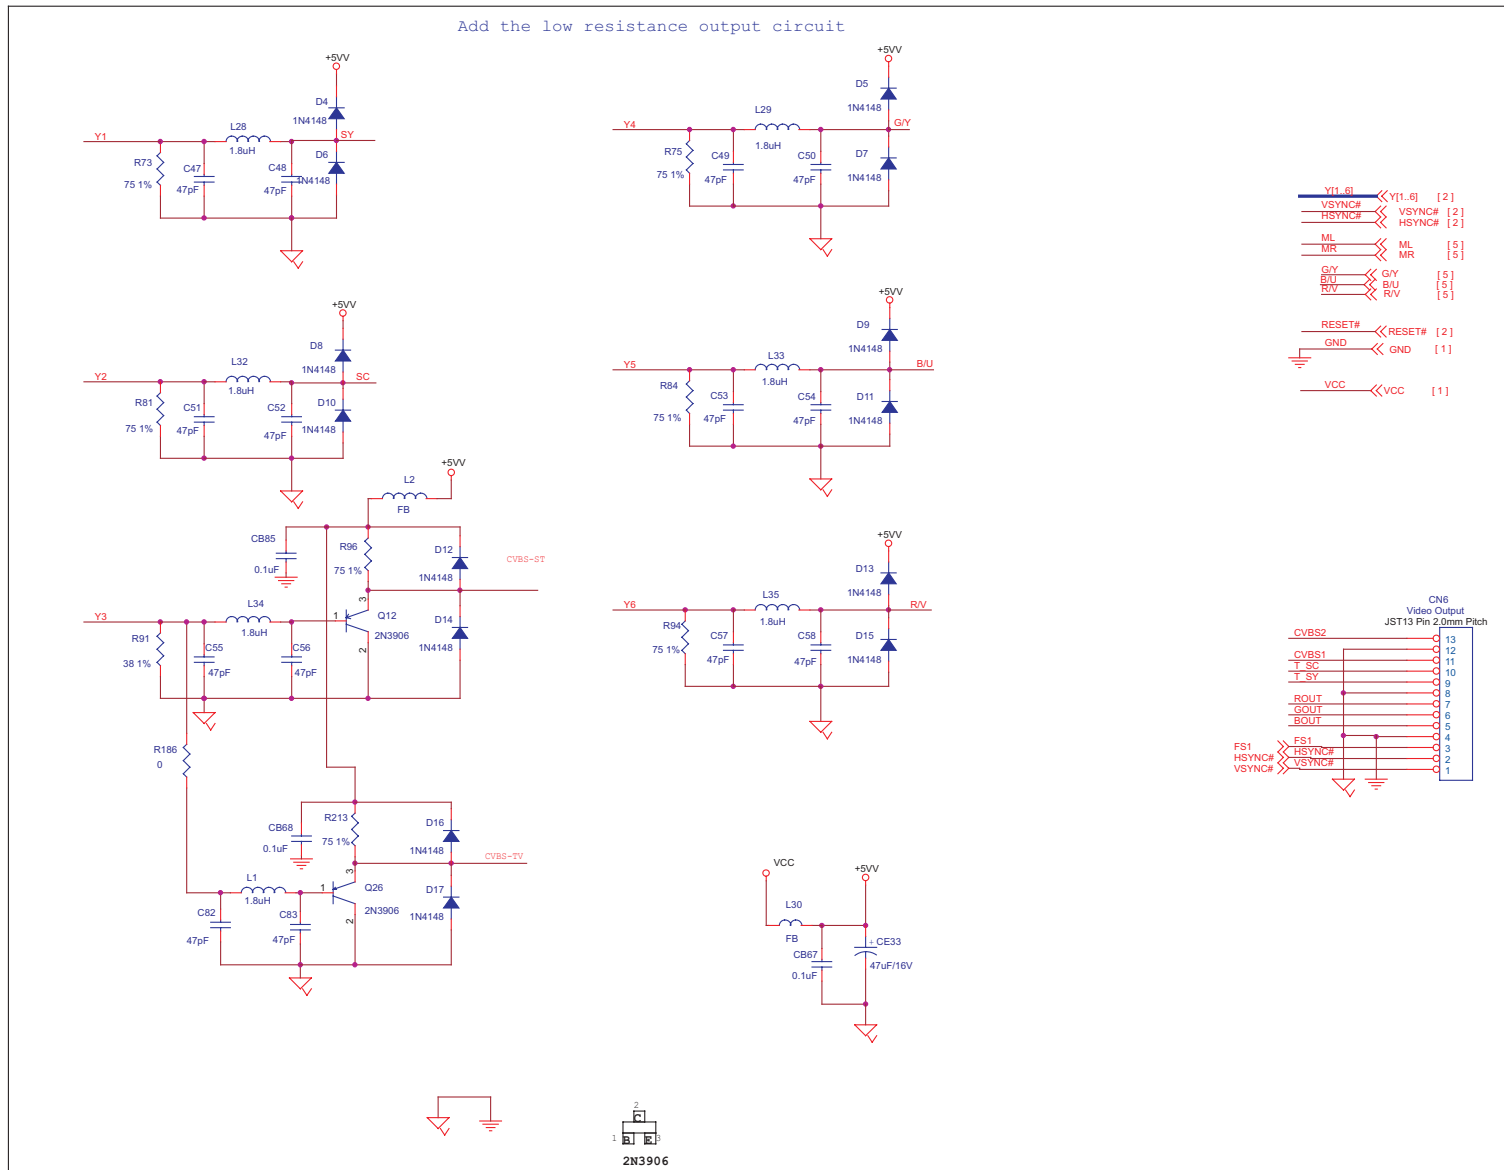 Add the low resistance output circuit
+5VV
D4
1N4148
Y1
L28
SY
1.8uH
R73
C47
C48
D6
1N4148
75 1%
47pF
47pF
+5VV
D5
1N4148
Y4
L29
G/Y
1.8uH
R75
C49
C50
D7
75 1%
47pF
47pF
1N4148
Y[1..6]
Y[1..6] [ 2 ]
VSYNC#
VSYNC# [ 2 ]
HSYNC#
HSYNC# [ 2 ]
ML
ML [ 5 ]
MR
MR [ 5 ]
G/Y
G/Y [ 5 ]
B/U
B/U [ 5 ]
R/V
R/V [ 5 ]
RESET#
RESET# [ 2 ]
GND
GND [ 1 ]
VCC
VCC [ 1 ]
+5VV
D8
L32
1N4148
Y2
SC
1.8uH
R81
C51
C52
D10
75 1%
47pF
47pF
1N4148
+5VV
D9
L33
1N4148
Y5
B/U
1.8uH
R84
C53
C54
D11
75 1%
47pF
47pF
1N4148
+5VV
L2
FB
CB85
0.1uF
R96
75 1%
D12
1N4148
CVBS-ST
L34
Y3
1.8uH
1
3
Q12
2N3906
2
D14
1N4148
R91
38 1%
C55
47pF
C56
47pF
+5VV
D13
L35
1N4148
Y6
R/V
1.8uH
R94
C57
C58
D15
75 1%
47pF
47pF
1N4148
CN6
Video Output
JST13 Pin 2.0mm Pitch
CVBS2
13
12
CVBS1
11
T_SC
10
T_SY
9
8
ROUT
7
GOUT
6
BOUT
5
4
FS1
FS1
3
HSYNC#
HSYNC#
2
VSYNC#
VSYNC#
1
R186
0
CB68
0.1uF
R213
75 1%
D16
1N4148
CVBS-TV
L1
1.8uH
1
3
Q26
2N3906
2
D17
1N4148
C82
47pF
C83
47pF
VCC
+5VV
L30
FB
CB67
0.1uF
+ CE33
47uF/16V
2
C
1 B E 3
2N3906